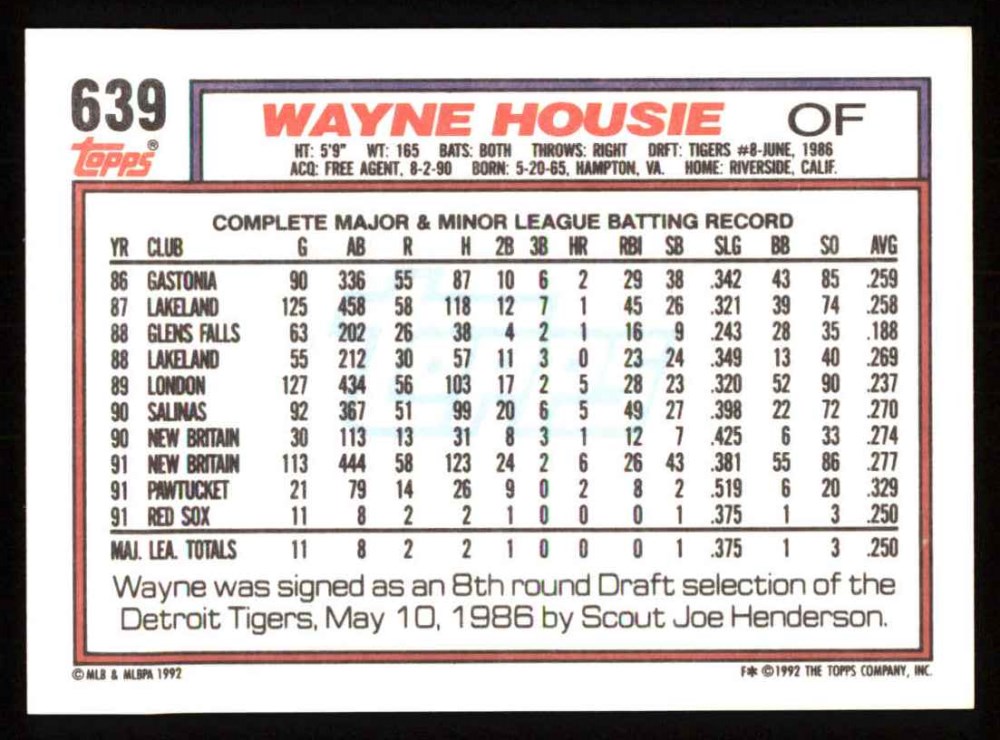 639
WAYNE HOUSIE OF
topps®
HT: 5'9" WT: 165 BATS: BOTH THROWS: RIGHT DRFT: TIGERS #8-JUNE, 1986
ACQ: FREE AGENT, 8-2-90 BORN: 5-20-65, HAMPTON, VA. HOME: RIVERSIDE, CALIF.
COMPLETE MAJOR & MINOR LEAGUE BATTING RECORD
YR CLUB G AB R H 2B 3B HR RBI SB SLG BB SO AVG
86 GASTONIA 90 336 55 87 10 6 2 29 38 .342 43 85 .259
87 LAKELAND 125 458 58 118 12 7 1 45 26 .321 39 74 .258
88 GLENS FALLS 63 202 26 38 4 2 1 16 9 .243 28 35 .188
88 LAKELAND 55 212 30 57 11 3 0 23 24 .349 13 40 .269
89 LONDON 127 434 56 103 17 2 5 28 23 .320 52 90 .237
90 SALINAS 92 367 51 99 20 6 5 49 27 .398 22 72 .270
90 NEW BRITAIN 30 113 13 31 8 3 1 12 7 .425 6 33 .274
91 NEW BRITAIN 113 444 58 123 24 2 6 26 43 .381 55 86 .277
91 PAWTUCKET 21 79 14 26 9 0 2 8 2 .519 6 20 .329
91 RED SOX 11 8 2 2 1 0 0 0 1 .375 1 3 .250
MAJ. LEA. TOTALS 11 8 2 2 1 0 0 0 1 .375 1 3 .250
Wayne was signed as an 8th round Draft selection of the
Detroit Tigers, May 10, 1986 by Scout Joe Henderson.
© MLB & MLBPA 1992 F* © 1992 THE TOPPS COMPANY, INC.